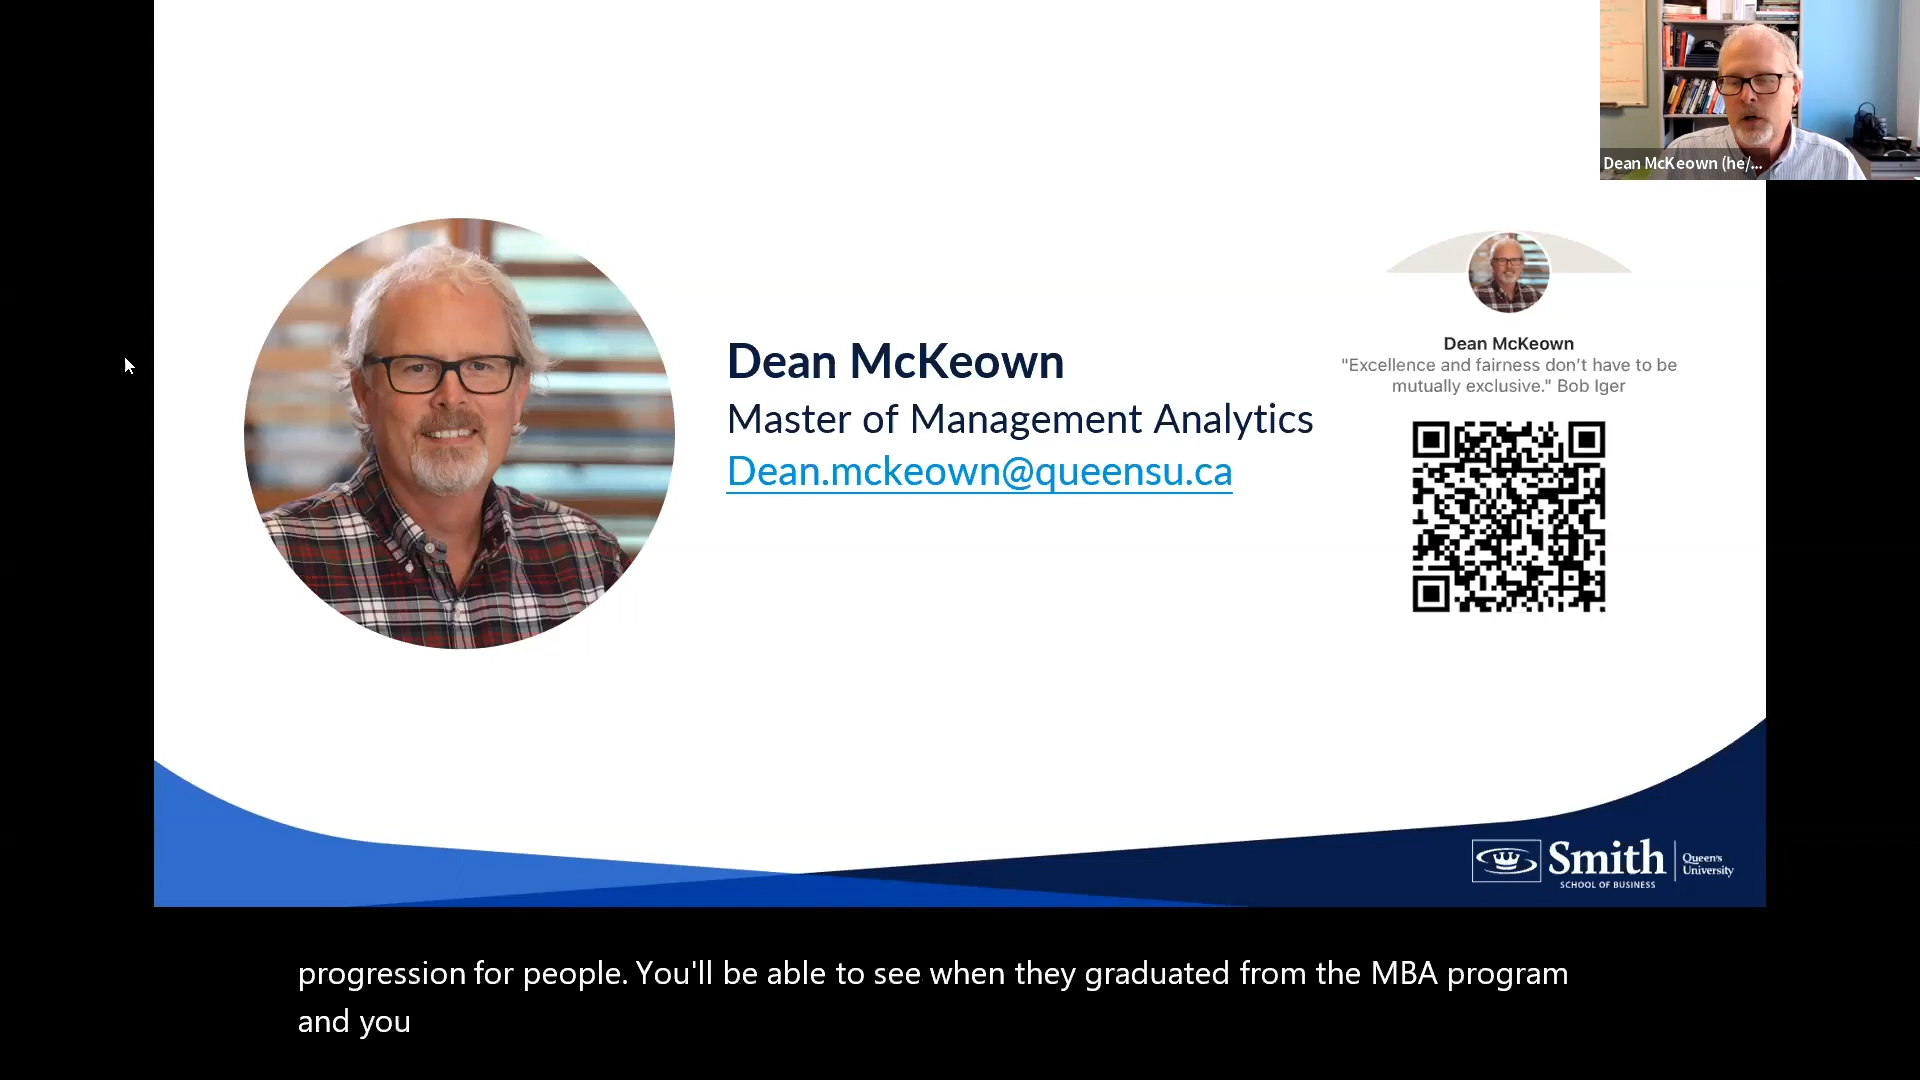 Dean McKeown (he/...
Dean McKeown
Master of Management Analytics
Dean.mckeown@queensu.ca
Dean McKeown
"Excellence and fairness don’t have to be
mutually exclusive." Bob Iger
Smith
SCHOOL OF BUSINESS
Queen's
University
progression for people. You'll be able to see when they graduated from the MBA program
and you